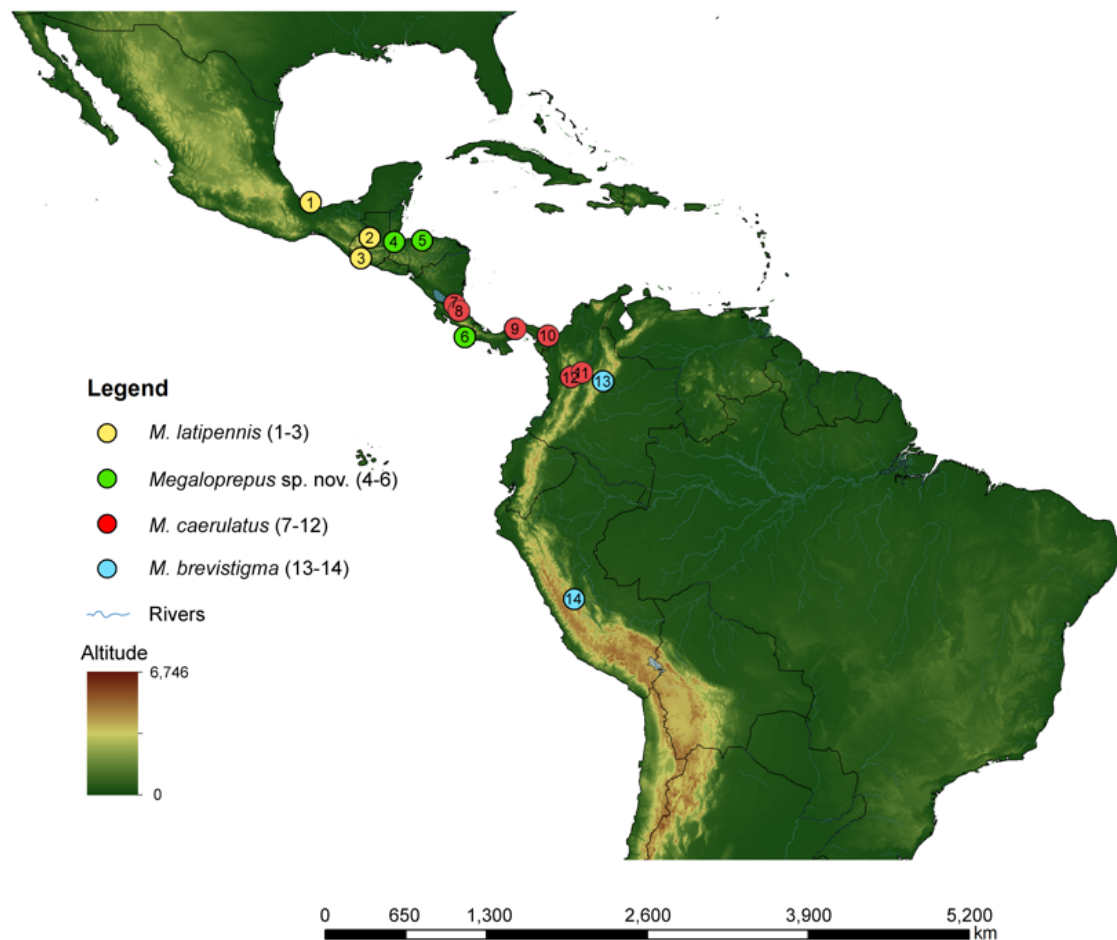 1
2
4
5
3
7
8
9
10
6
11
12
13
Legend
M. latipennis (1-3)
Megaloprepus sp. nov. (4-6)
M. caerulatus (7-12)
M. brevistigma (13-14)
14
Rivers
Altitude
6,746
0
0 650 1,300 2,600 3,900 5,200
km